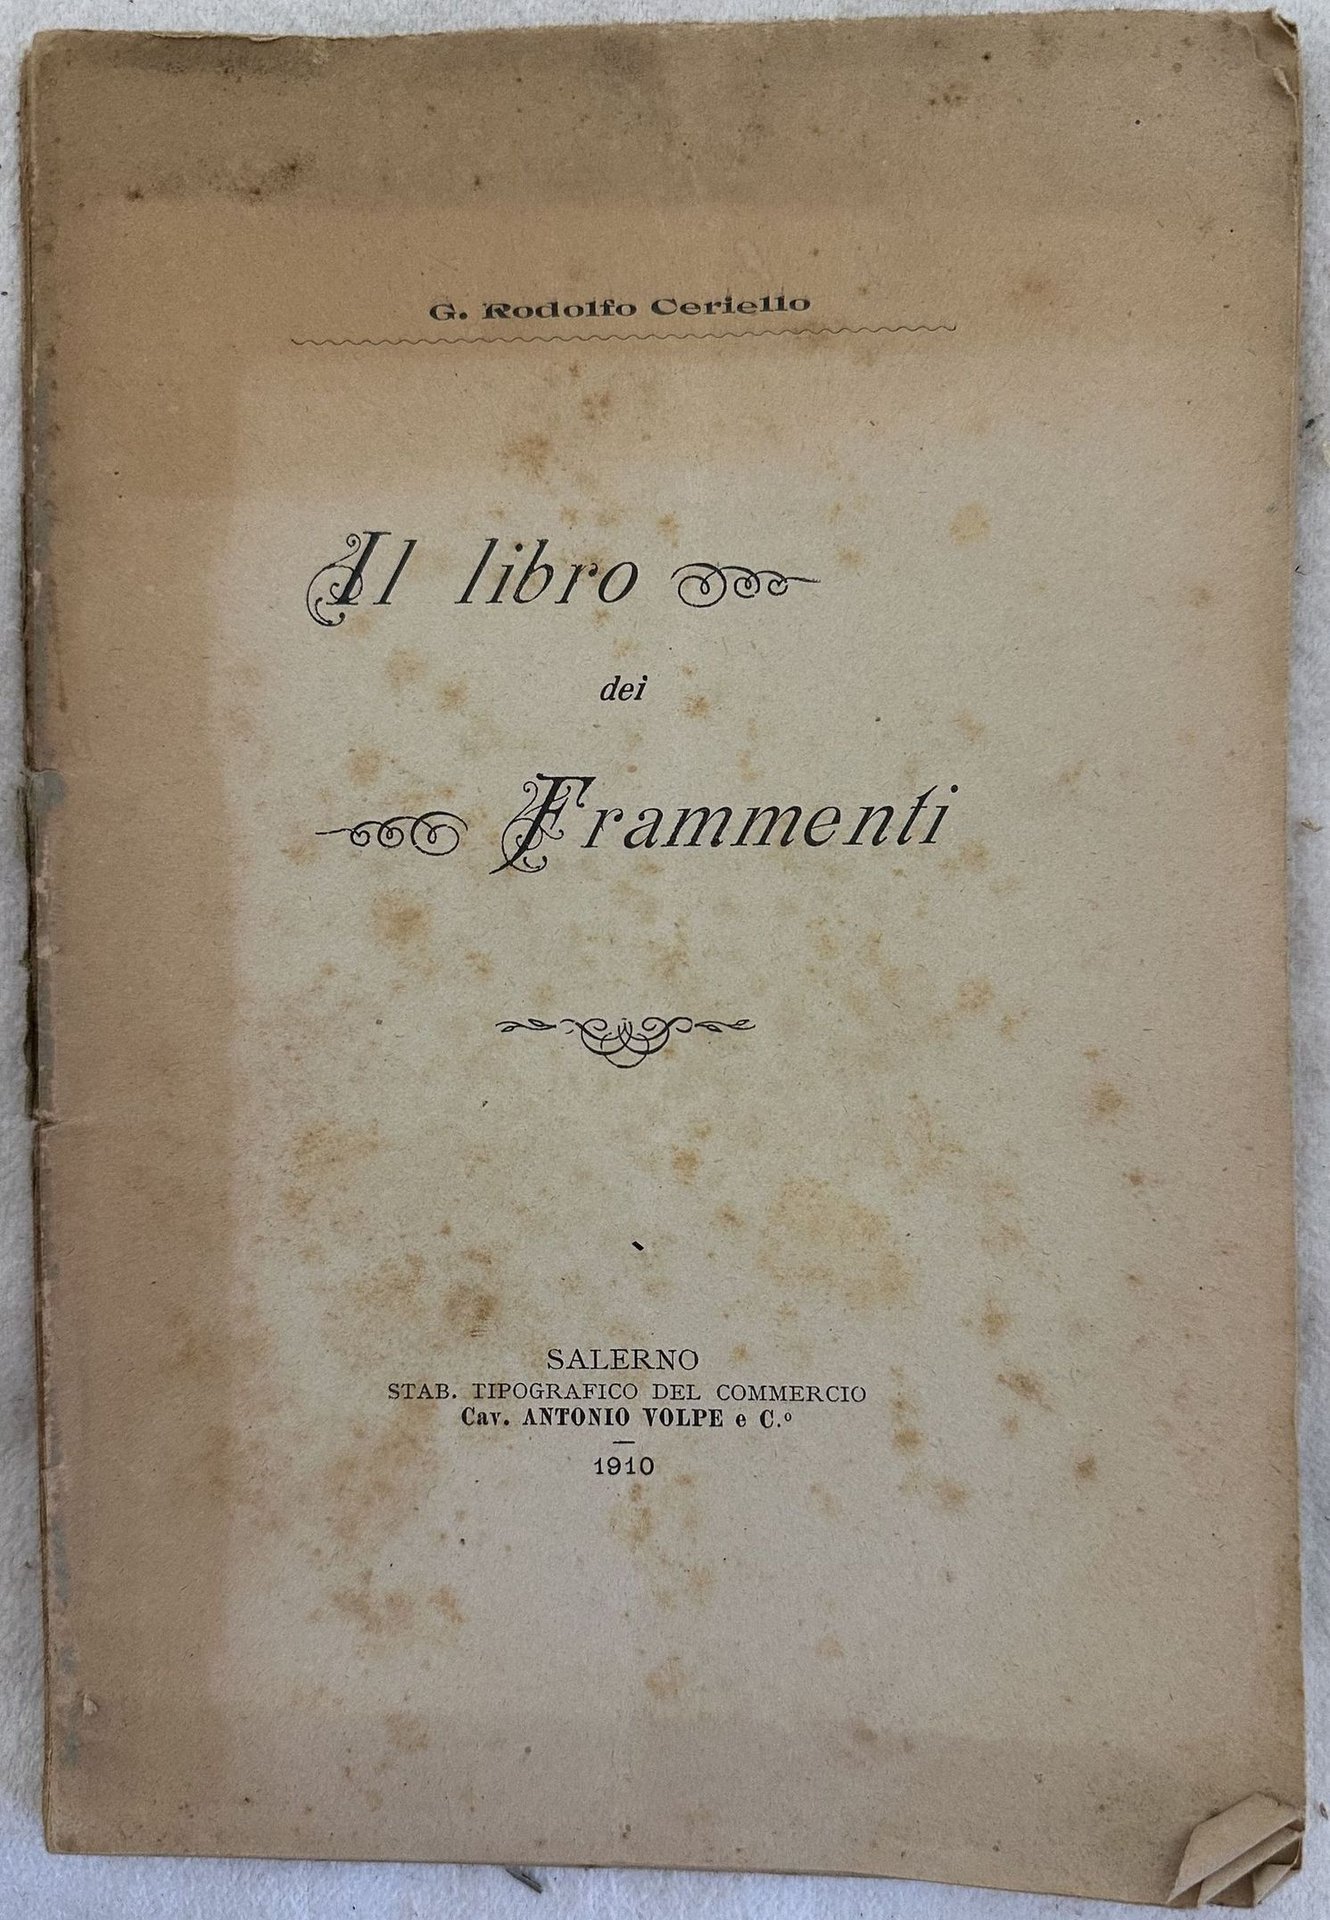 G. Rodolfo Ceriello
Il libro
dei
Frammenti
SALERNO
STAB. TIPOGRAFICO DEL COMMERCIO
Cav. ANTONIO VOLPE e C.º
1910